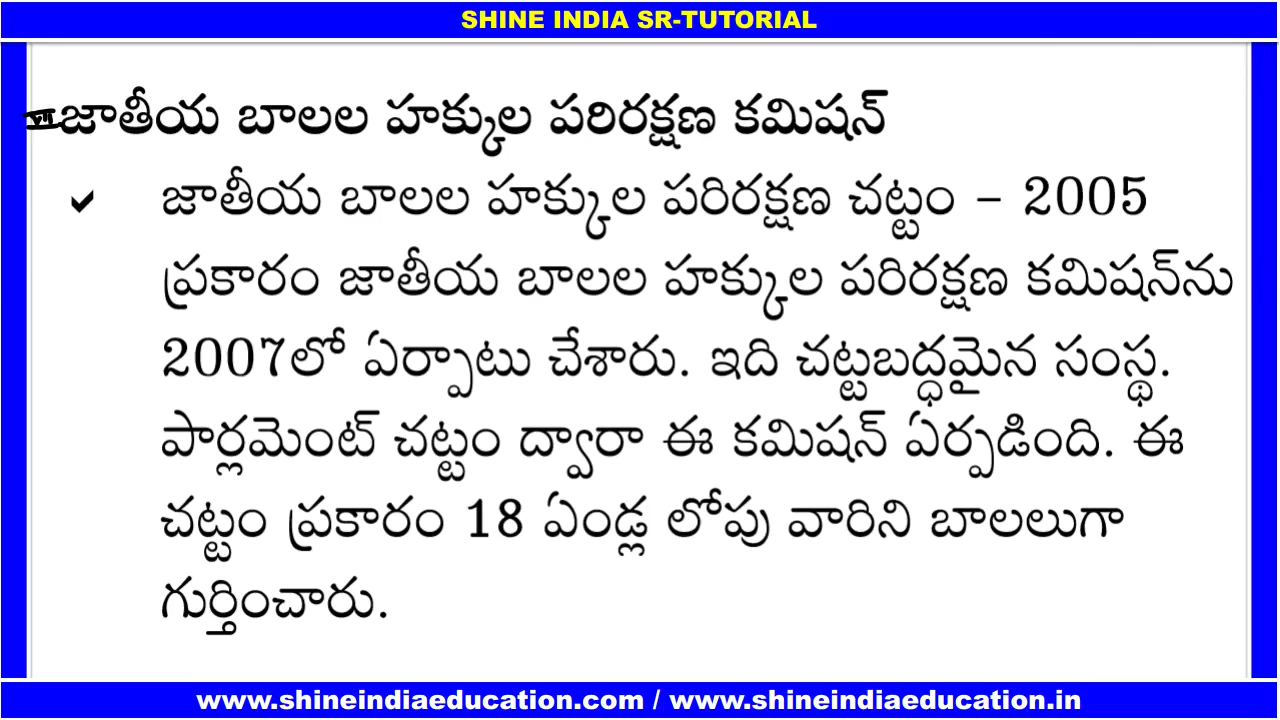 SHINE INDIA SR-TUTORIAL
జాతీయ బాలల హక్కుల పరిరక్షణ కమిషన్
✓ జాతీయ బాలల హక్కుల పరిరక్షణ చట్టం – 2005
ప్రకారం జాతీయ బాలల హక్కుల పరిరక్షణ కమిషన్‌ను
2007లో ఏర్పాటు చేశారు. ఇది చట్టబద్ధమైన సంస్థ.
పార్లమెంట్ చట్టం ద్వారా ఈ కమిషన్ ఏర్పడింది. ఈ
చట్టం ప్రకారం 18 ఏండ్ల లోపు వారిని బాలలుగా
గుర్తించారు.
www.shineindiaeducation.com / www.shineindiaeducation.in